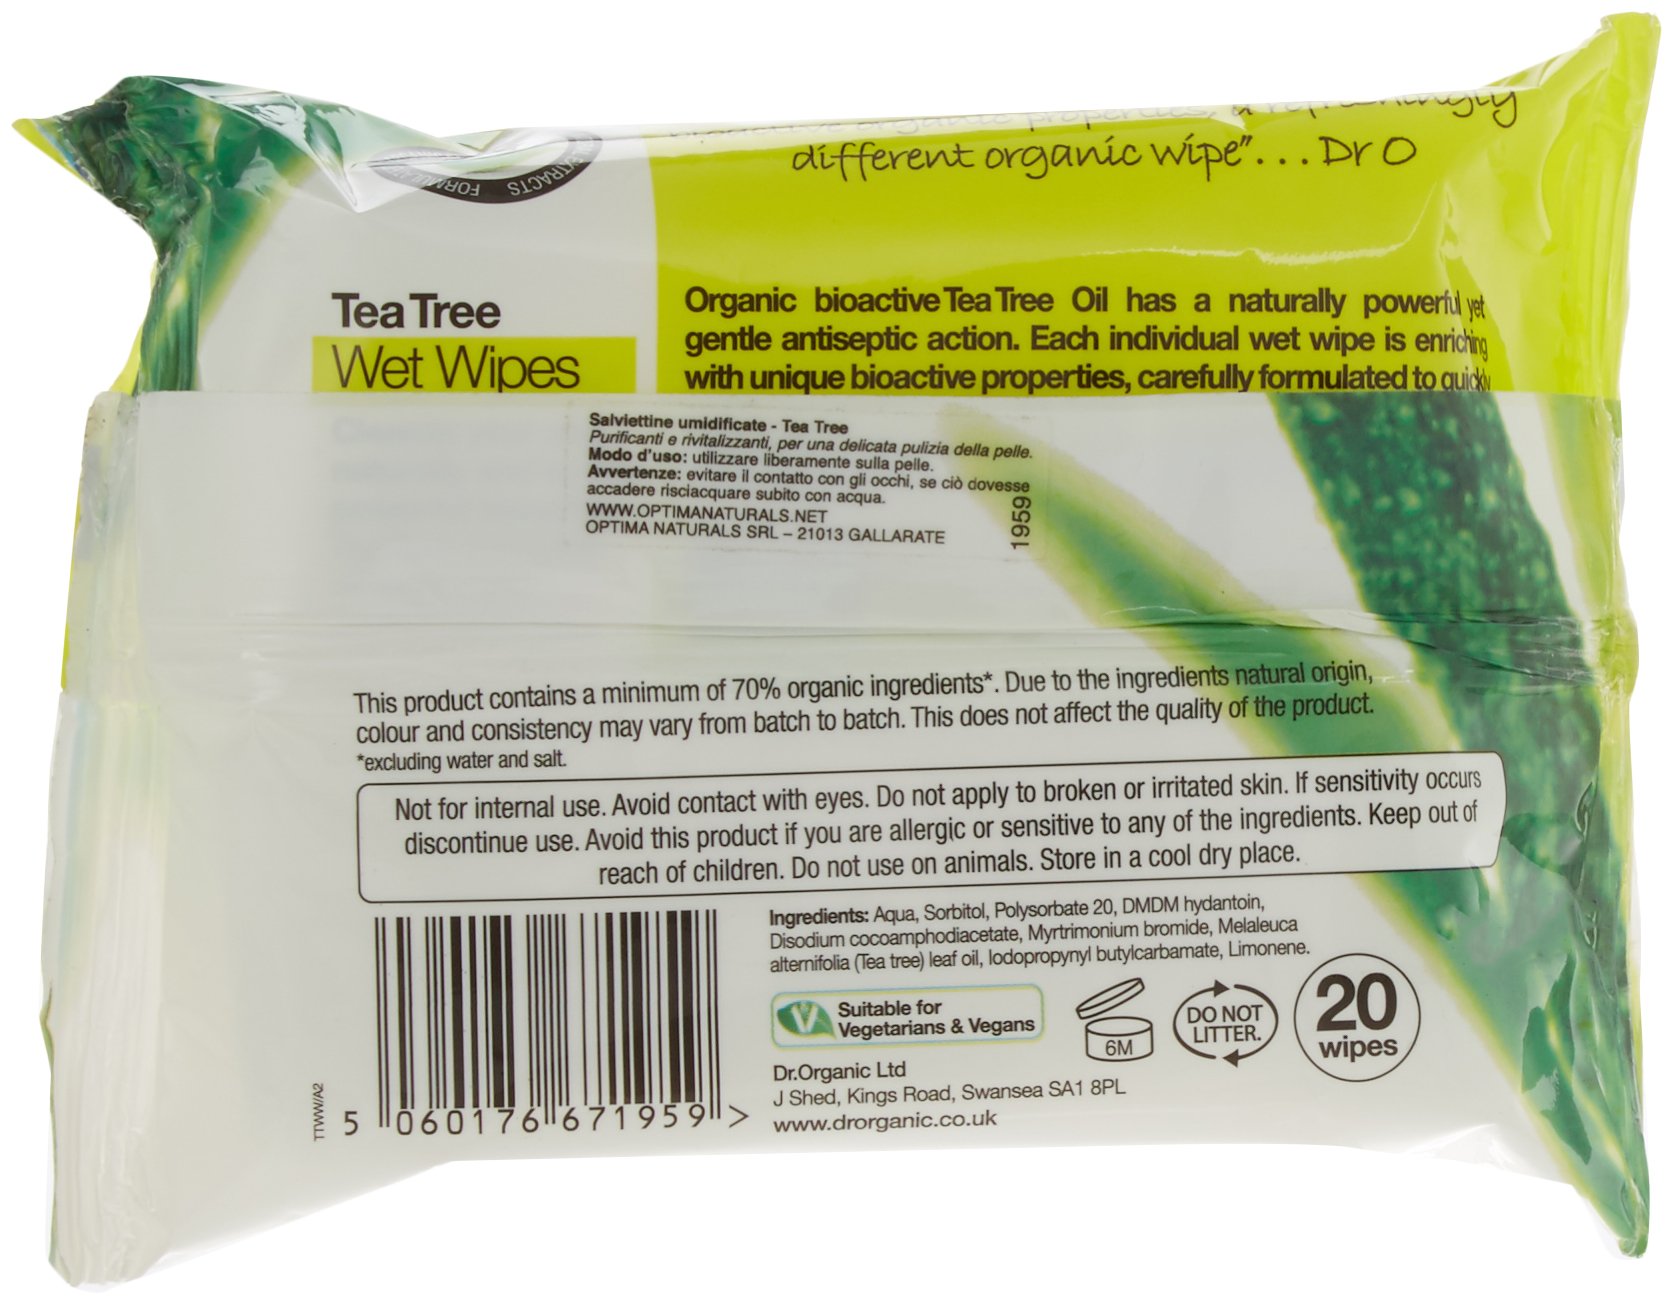 different organic wipe"... Dr O
EXTRACTS
Tea Tree
Wet Wipes
Organic bioactive Tea Tree Oil has a naturally powerful yet
gentle antiseptic action. Each individual wet wipe is enriching
with unique bioactive properties, carefully formulated to quickly
Salviettine umidificate - Tea Tree
Purificanti e rivitalizzanti, per una delicata pulizia della pelle.
Modo d'uso: utilizzare liberamente sulla pelle.
Avvertenze: evitare il contatto con gli occhi, se ciò dovesse
accadere risciacquare subito con acqua.
WWW.OPTIMANATURALS.NET
OPTIMA NATURALS SRL – 21013 GALLARATE
1959
This product contains a minimum of 70% organic ingredients*. Due to the ingredients natural origin,
colour and consistency may vary from batch to batch. This does not affect the quality of the product.
*excluding water and salt.
Not for internal use. Avoid contact with eyes. Do not apply to broken or irritated skin. If sensitivity occurs
discontinue use. Avoid this product if you are allergic or sensitive to any of the ingredients. Keep out of
reach of children. Do not use on animals. Store in a cool dry place.
Ingredients: Aqua, Sorbitol, Polysorbate 20, DMDM hydantoin,
Disodium cocoamphodiacetate, Myrtrimonium bromide, Melaleuca
alternifolia (Tea tree) leaf oil, Iodopropynyl butylcarbamate, Limonene.
Suitable for
Vegetarians & Vegans
6M
DO NOT
LITTER.
20
wipes
Dr.Organic Ltd
J Shed, Kings Road, Swansea SA1 8PL
www.drorganic.co.uk
TTWW/A2
5 060176 671959 >